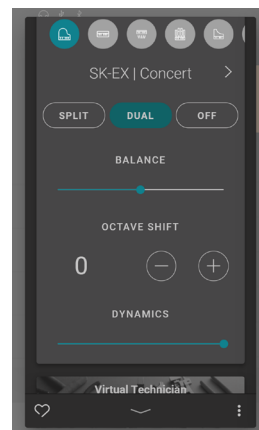 SK-EX | Concert
SPLIT DUAL OFF
BALANCE
OCTAVE SHIFT
0
DYNAMICS
Virtual Technician